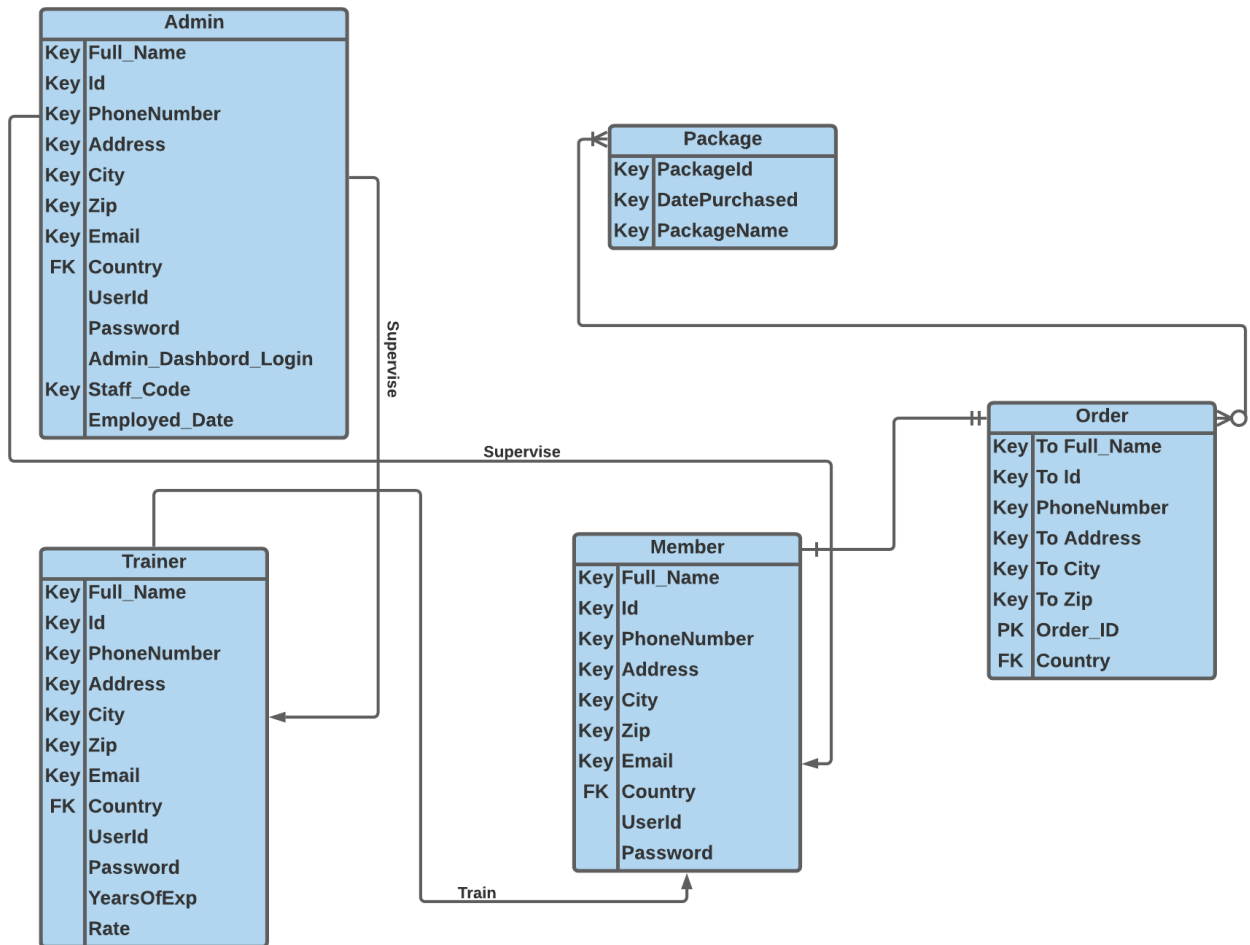 Admin
Key Full_Name
Key Id
Key PhoneNumber
Key Address
Key City
Key Zip
Key Email
FK Country
UserId
Password
Admin_Dashbord_Login
Key Staff_Code
Employed_Date
Supervise
Package
Key PackageId
Key DatePurchased
Key PackageName
Supervise
Order
Key To Full_Name
Key To Id
Key PhoneNumber
Key To Address
Key To City
Key To Zip
PK Order_ID
FK Country
Trainer
Key Full_Name
Key Id
Key PhoneNumber
Key Address
Key City
Key Zip
Key Email
FK Country
UserId
Password
YearsOfExp
Rate
Member
Key Full_Name
Key Id
Key PhoneNumber
Key Address
Key City
Key Zip
Key Email
FK Country
UserId
Password
Train